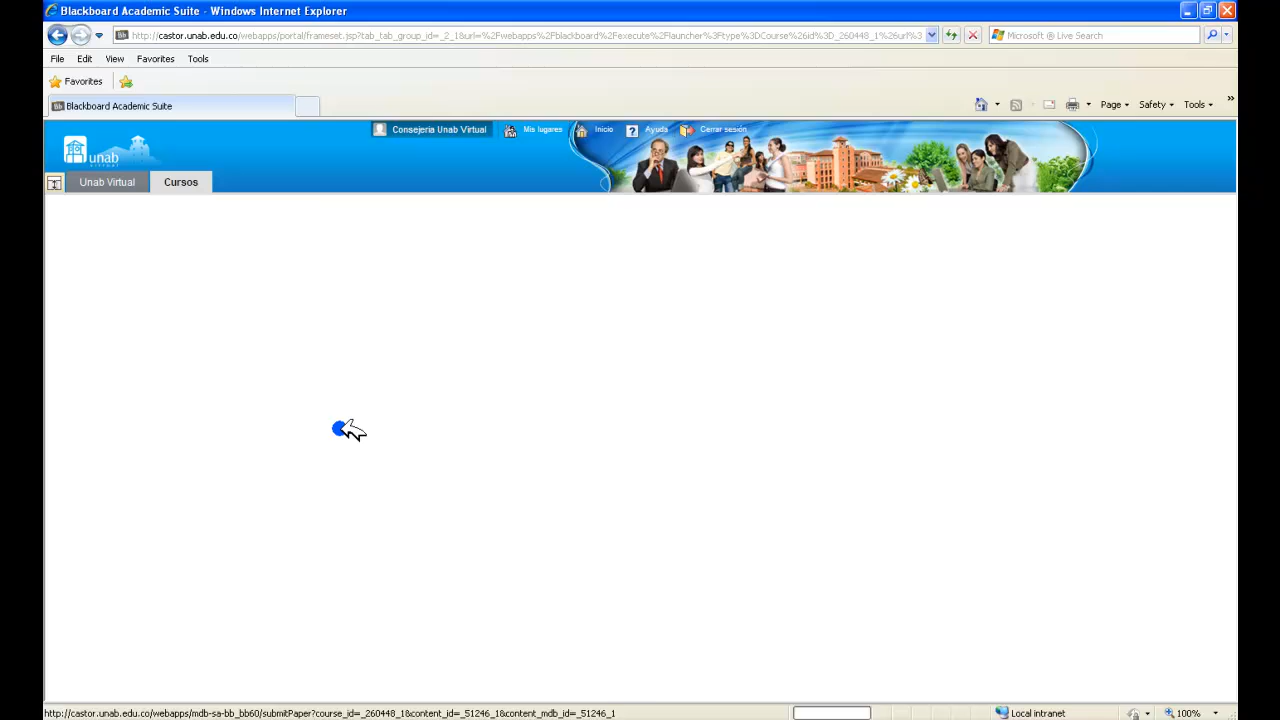 Blackboard Academic Suite - Windows Internet Explorer
http://castor.unab.edu.co/webapps/portal/frameset.jsp?tab_tab_group_id=_2_1&url=%2Fwebapps%2Fblackboard%2Fexecute%2Flauncher%3Ftype%3DCourse%26id%3D_260448_1%26url%3
Microsoft @ Live Search
File Edit View Favorites Tools
Favorites
Bb Blackboard Academic Suite
Page Safety Tools
unab
Consejeria Unab Virtual Mis lugares Inicio ? Ayuda Cerrar sesión
Unab Virtual Cursos
http://castor.unab.edu.co/webapps/mdb-sa-bb_bb60/submitPaper?course_id=_260448_1&content_id=_51246_1&content_mdb_id=_51246_1
Local intranet
100%